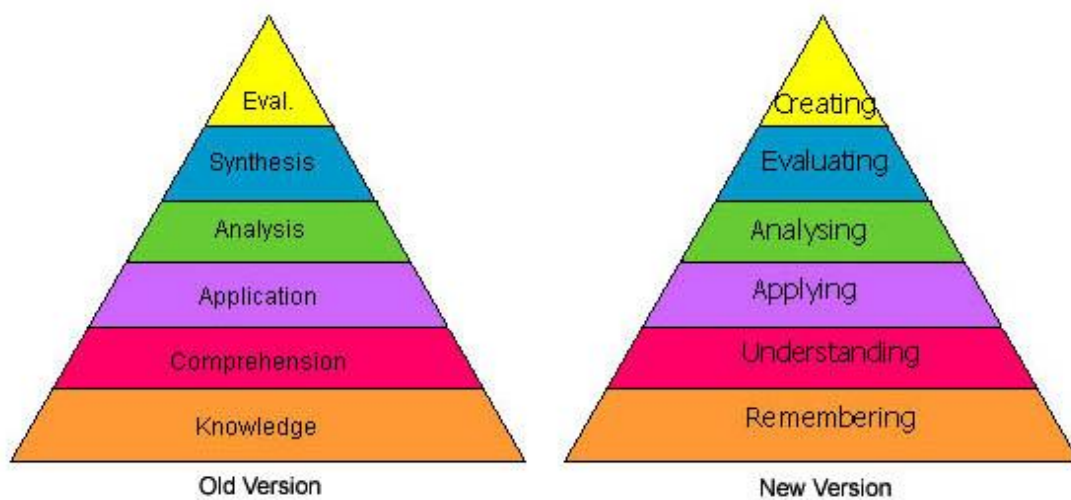 Eval.
Synthesis
Analysis
Application
Comprehension
Knowledge
Old Version
Creating
Evaluating
Analysing
Applying
Understanding
Remembering
New Version